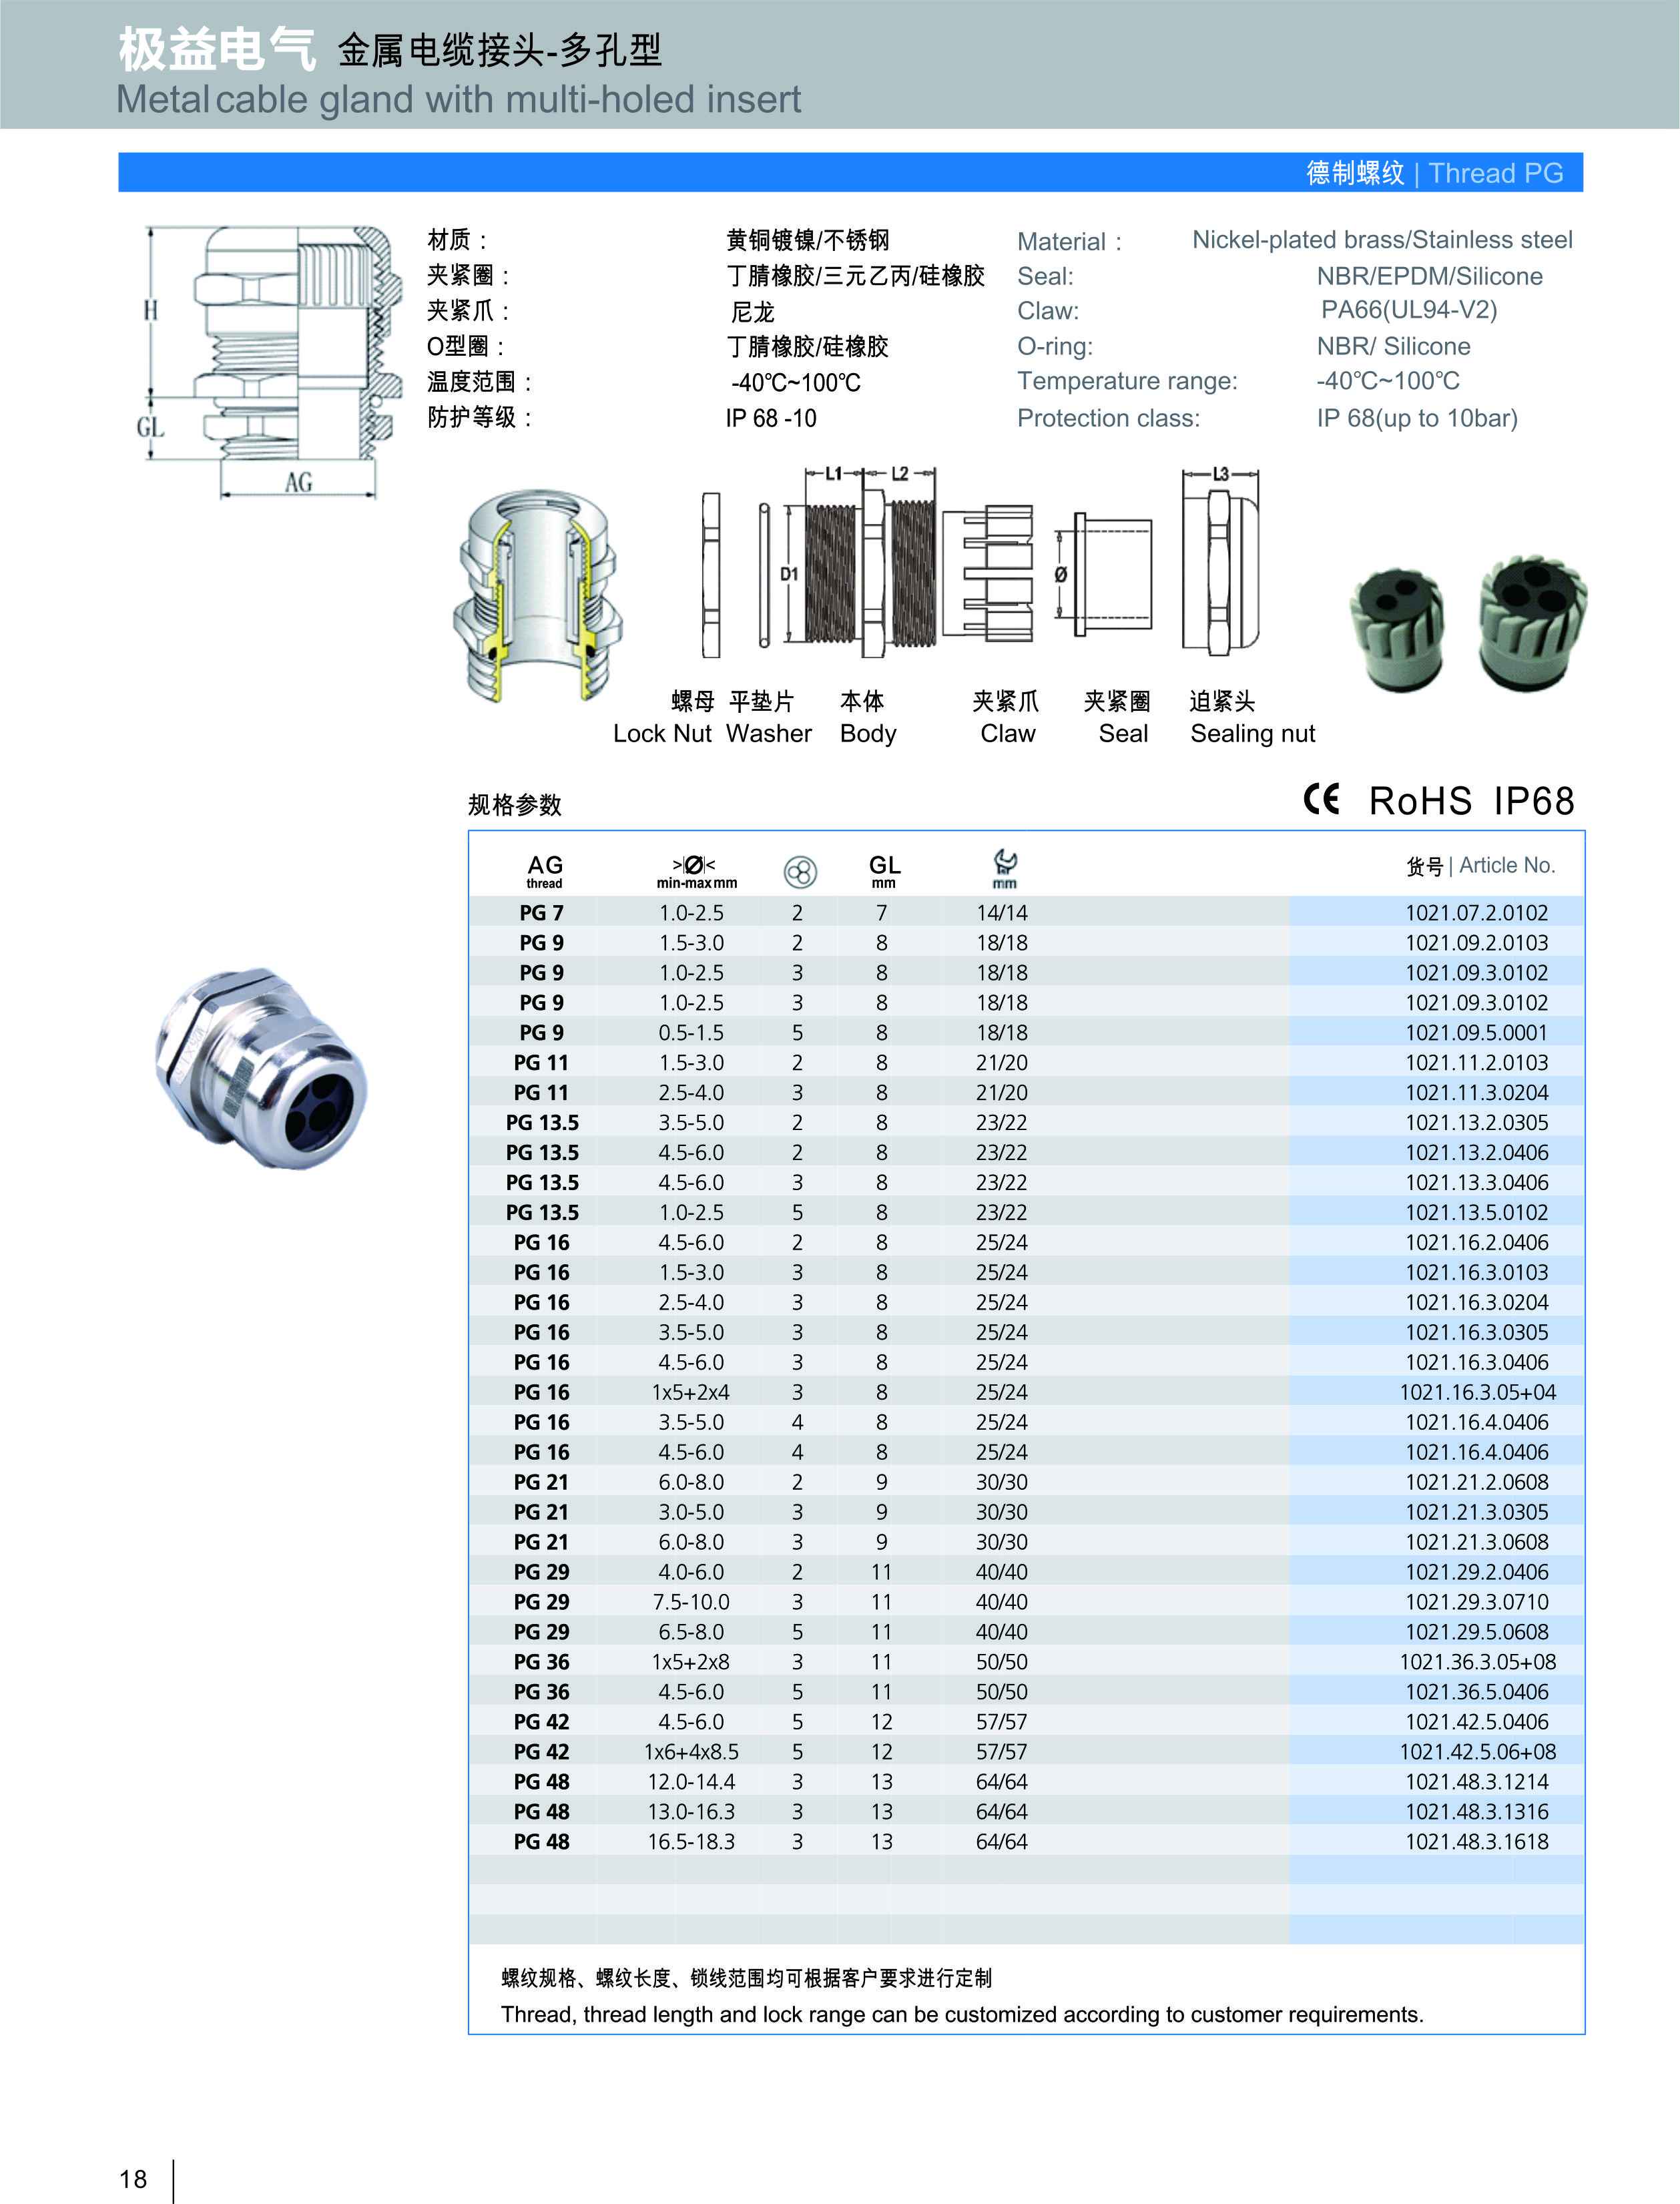 极益电气 金属电缆接头-多孔型
Metal cable gland with multi-holed insert
德制螺纹 | Thread PG
材质： 黄铜镀镍/不锈钢 Material： Nickel-plated brass/Stainless steel
夹紧圈： 丁腈橡胶/三元乙丙/硅橡胶 Seal: NBR/EPDM/Silicone
夹紧爪： 尼龙 Claw: PA66(UL94-V2)
O型圈： 丁腈橡胶/硅橡胶 O-ring: NBR/ Silicone
温度范围： -40℃~100℃ Temperature range: -40℃~100℃
防护等级： IP 68 -10 Protection class: IP 68(up to 10bar)
H
GL
AG
L1 L2 L3
D1 Ø
螺母 平垫片 本体 夹紧爪 夹紧圈 迫紧头
Lock Nut Washer Body Claw Seal Sealing nut
规格参数 CE RoHS IP68
AG >|Ø|< GL 货号 | Article No.
thread min-max mm mm mm
PG 7 1.0-2.5 2 7 14/14 1021.07.2.0102
PG 9 1.5-3.0 2 8 18/18 1021.09.2.0103
PG 9 1.0-2.5 3 8 18/18 1021.09.3.0102
PG 9 1.0-2.5 3 8 18/18 1021.09.3.0102
PG 9 0.5-1.5 5 8 18/18 1021.09.5.0001
PG 11 1.5-3.0 2 8 21/20 1021.11.2.0103
PG 11 2.5-4.0 3 8 21/20 1021.11.3.0204
PG 13.5 3.5-5.0 2 8 23/22 1021.13.2.0305
PG 13.5 4.5-6.0 2 8 23/22 1021.13.2.0406
PG 13.5 4.5-6.0 3 8 23/22 1021.13.3.0406
PG 13.5 1.0-2.5 5 8 23/22 1021.13.5.0102
PG 16 4.5-6.0 2 8 25/24 1021.16.2.0406
PG 16 1.5-3.0 3 8 25/24 1021.16.3.0103
PG 16 2.5-4.0 3 8 25/24 1021.16.3.0204
PG 16 3.5-5.0 3 8 25/24 1021.16.3.0305
PG 16 4.5-6.0 3 8 25/24 1021.16.3.0406
PG 16 1x5+2x4 3 8 25/24 1021.16.3.05+04
PG 16 3.5-5.0 4 8 25/24 1021.16.4.0406
PG 16 4.5-6.0 4 8 25/24 1021.16.4.0406
PG 21 6.0-8.0 2 9 30/30 1021.21.2.0608
PG 21 3.0-5.0 3 9 30/30 1021.21.3.0305
PG 21 6.0-8.0 3 9 30/30 1021.21.3.0608
PG 29 4.0-6.0 2 11 40/40 1021.29.2.0406
PG 29 7.5-10.0 3 11 40/40 1021.29.3.0710
PG 29 6.5-8.0 5 11 40/40 1021.29.5.0608
PG 36 1x5+2x8 3 11 50/50 1021.36.3.05+08
PG 36 4.5-6.0 5 11 50/50 1021.36.5.0406
PG 42 4.5-6.0 5 12 57/57 1021.42.5.0406
PG 42 1x6+4x8.5 5 12 57/57 1021.42.5.06+08
PG 48 12.0-14.4 3 13 64/64 1021.48.3.1214
PG 48 13.0-16.3 3 13 64/64 1021.48.3.1316
PG 48 16.5-18.3 3 13 64/64 1021.48.3.1618
螺纹规格、螺纹长度、锁线范围均可根据客户要求进行定制
Thread, thread length and lock range can be customized according to customer requirements.
18